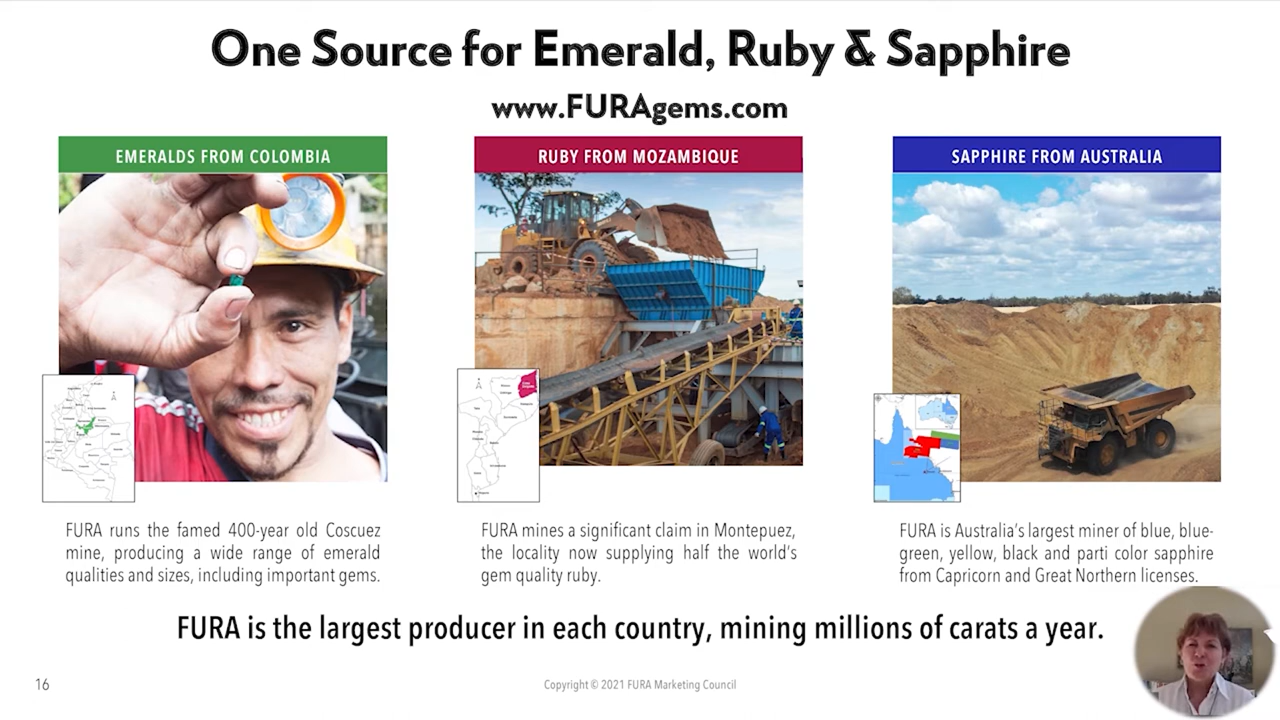 One Source for Emerald, Ruby & Sapphire
www.FURAgems.com
EMERALDS FROM COLOMBIA
RUBY FROM MOZAMBIQUE
SAPPHIRE FROM AUSTRALIA
FURA runs the famed 400-year old Coscuez
mine, producing a wide range of emerald
qualities and sizes, including important gems.
FURA mines a significant claim in Montepuez,
the locality now supplying half the world's
gem quality ruby.
FURA is Australia's largest miner of blue, blue-
green, yellow, black and parti color sapphire
from Capricorn and Great Northern licenses.
FURA is the largest producer in each country, mining millions of carats a year.
16
Copyright © 2021 FURA Marketing Council